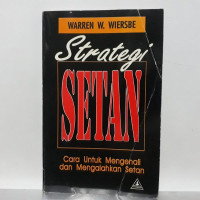 WARREN W. WIERSBE
Strategi
SETAN
Cara Untuk Mengenali
dan Mengalahkan Setan